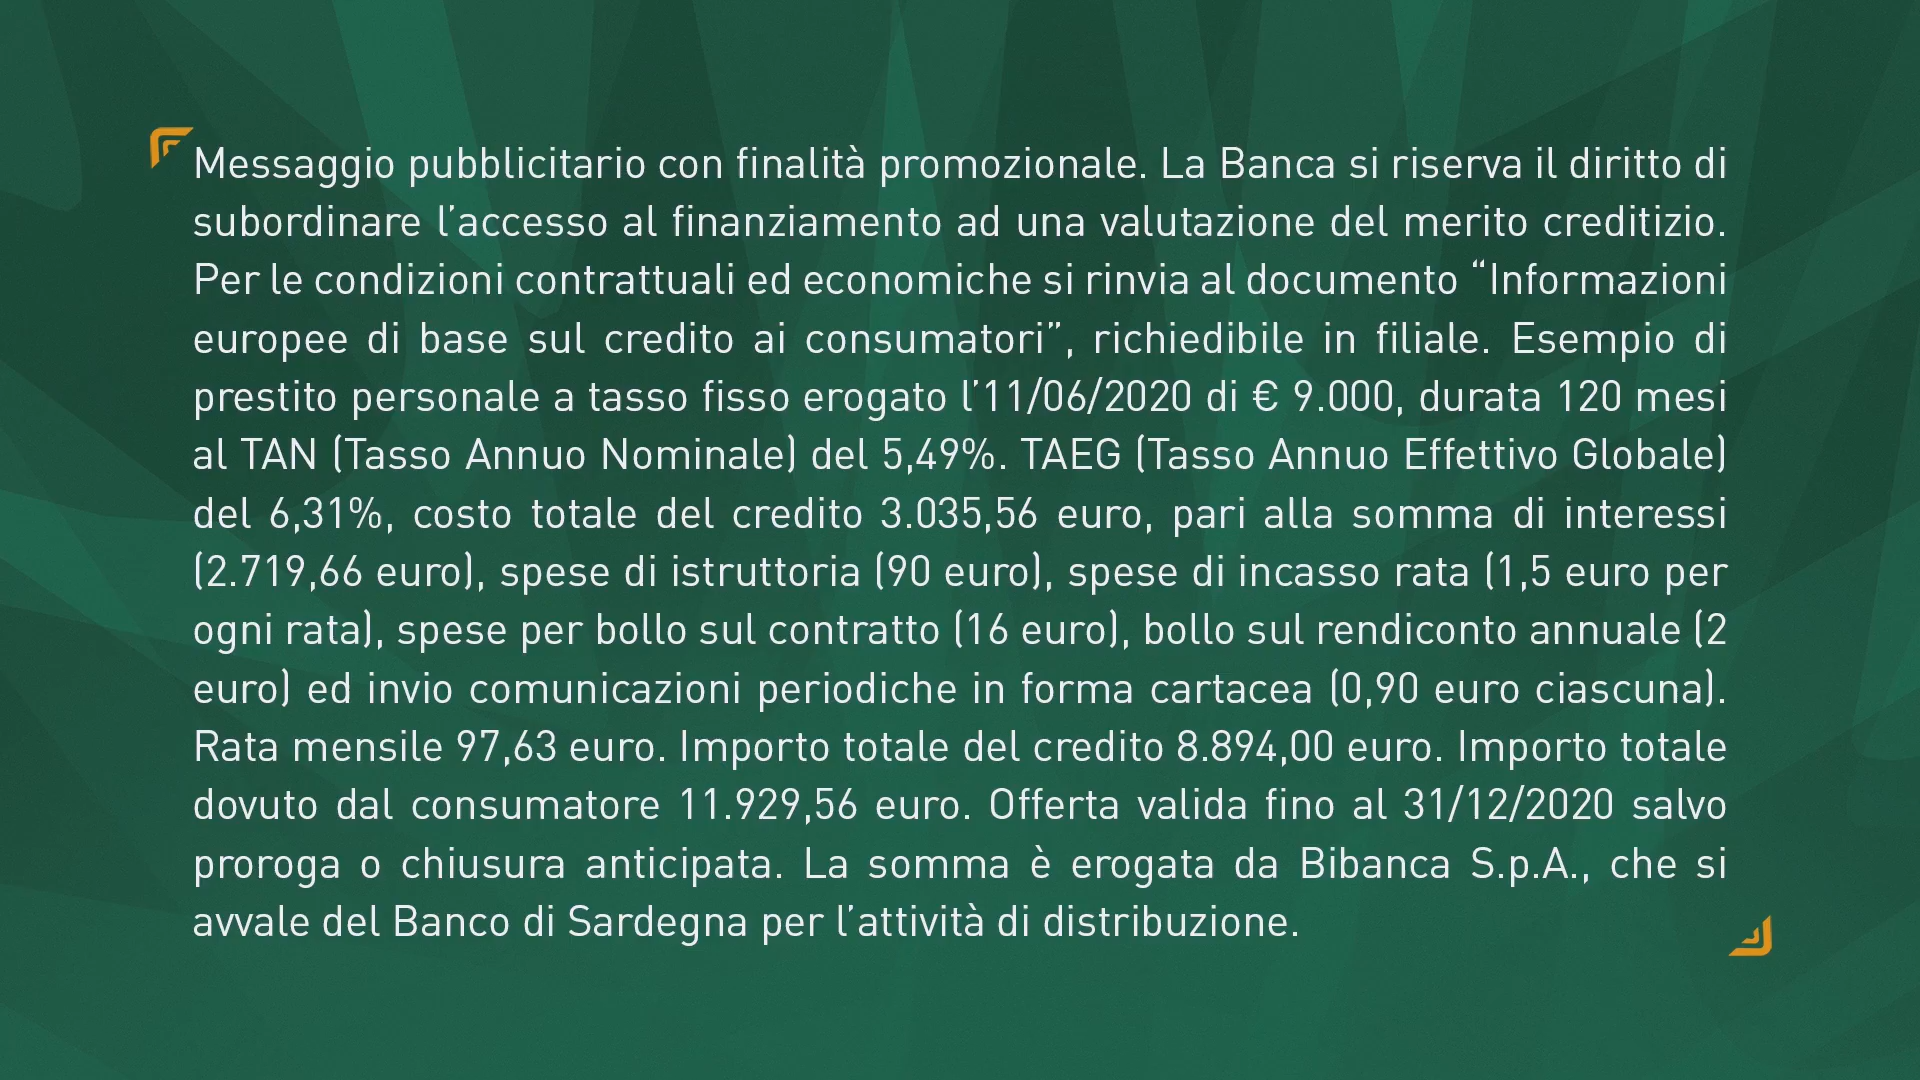 Messaggio pubblicitario con finalità promozionale. La Banca si riserva il diritto di
subordinare l’accesso al finanziamento ad una valutazione del merito creditizio.
Per le condizioni contrattuali ed economiche si rinvia al documento “Informazioni
europee di base sul credito ai consumatori”, richiedibile in filiale. Esempio di
prestito personale a tasso fisso erogato l’11/06/2020 di € 9.000, durata 120 mesi
al TAN (Tasso Annuo Nominale) del 5,49%. TAEG (Tasso Annuo Effettivo Globale)
del 6,31%, costo totale del credito 3.035,56 euro, pari alla somma di interessi
(2.719,66 euro), spese di istruttoria (90 euro), spese di incasso rata (1,5 euro per
ogni rata), spese per bollo sul contratto (16 euro), bollo sul rendiconto annuale (2
euro) ed invio comunicazioni periodiche in forma cartacea (0,90 euro ciascuna).
Rata mensile 97,63 euro. Importo totale del credito 8.894,00 euro. Importo totale
dovuto dal consumatore 11.929,56 euro. Offerta valida fino al 31/12/2020 salvo
proroga o chiusura anticipata. La somma è erogata da Bibanca S.p.A., che si
avvale del Banco di Sardegna per l’attività di distribuzione.